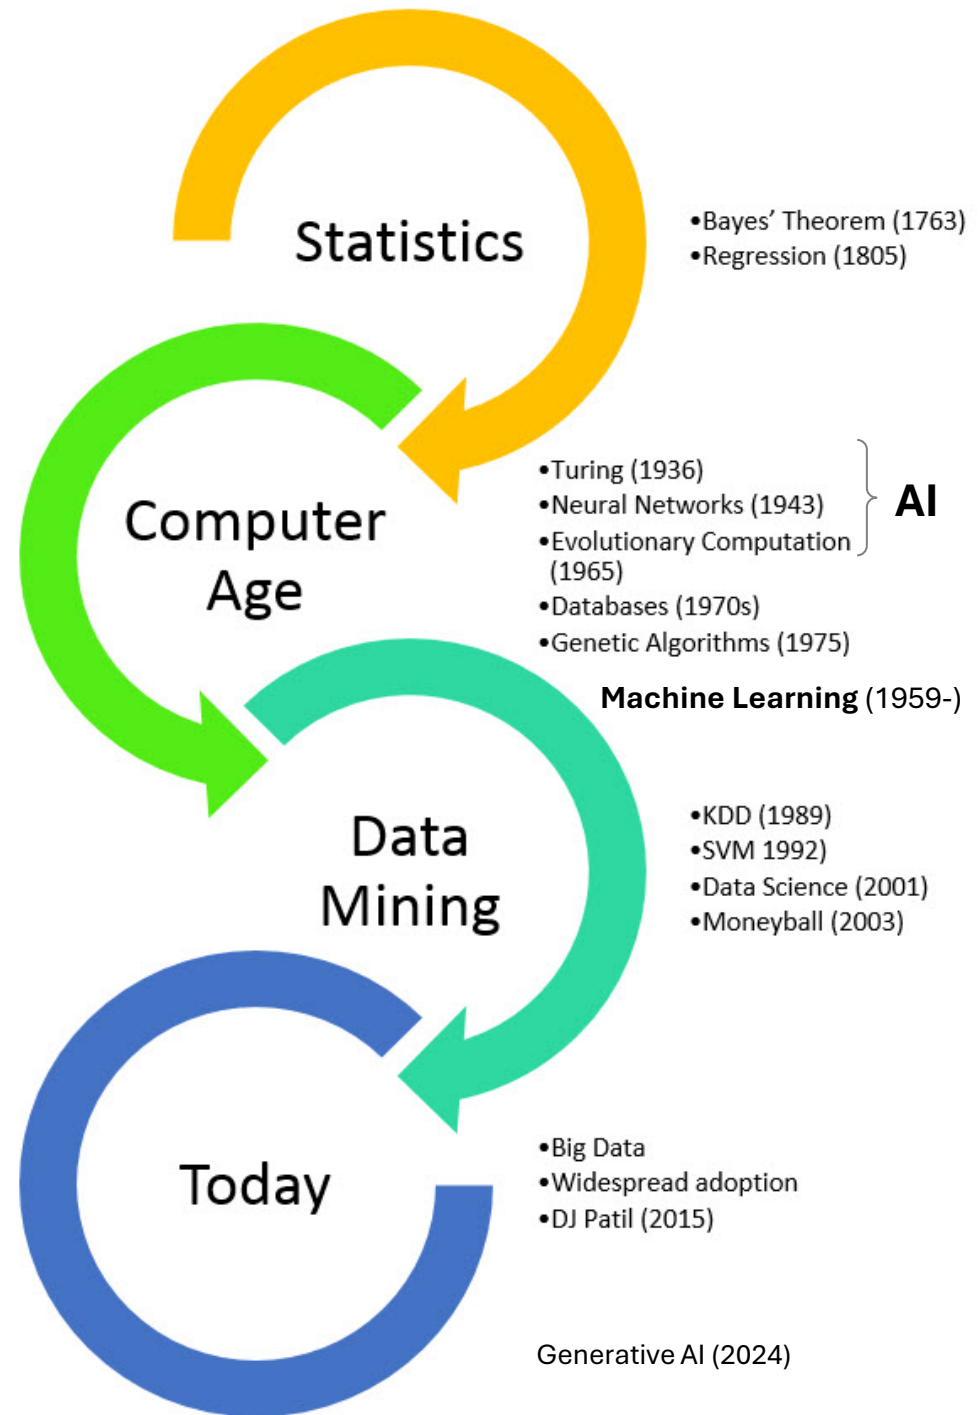 Statistics
•Bayes’ Theorem (1763)
•Regression (1805)
Computer
Age
•Turing (1936)
•Neural Networks (1943)
•Evolutionary Computation
(1965)
•Databases (1970s)
•Genetic Algorithms (1975)
AI
Machine Learning (1959-)
Data
Mining
•KDD (1989)
•SVM 1992)
•Data Science (2001)
•Moneyball (2003)
Today
•Big Data
•Widespread adoption
•DJ Patil (2015)
Generative AI (2024)